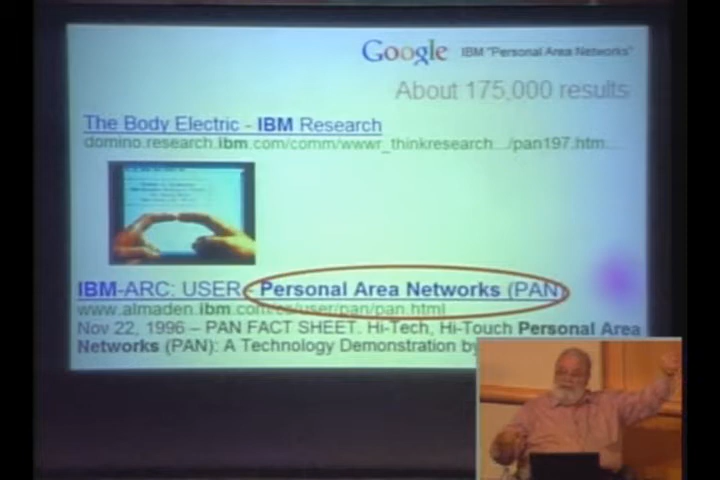 Google IBM "Personal Area Networks"
About 175,000 results
The Body Electric - IBM Research
domino.research.ibm.com/comm/wwwr_thinkresearch.../pan197.htm...
IBM-ARC: USER - Personal Area Networks (PAN)
www.almaden.ibm.com/cs/user/pan/pan.html
Nov 22, 1996 – PAN FACT SHEET. Hi-Tech, Hi-Touch Personal Area
Networks (PAN): A Technology Demonstration by